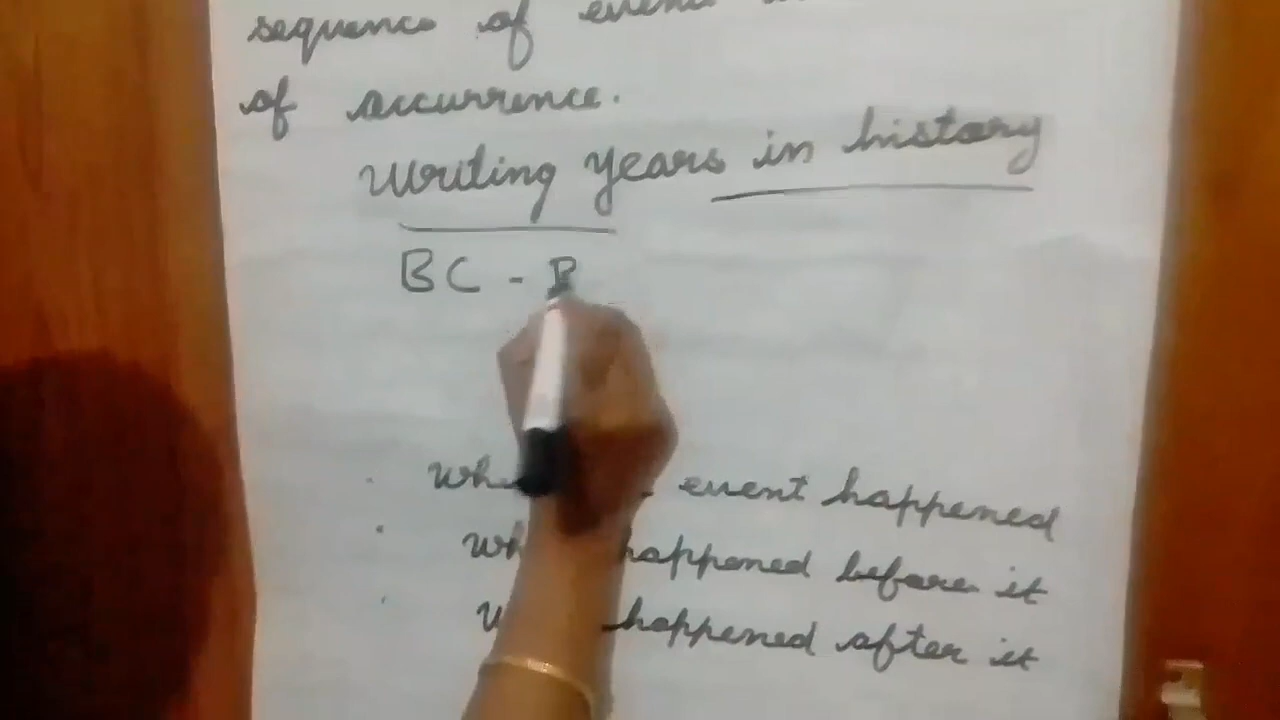 sequence of
of occurrence.
Writing years in history
BC - B
event happened
happened before it
happened after it